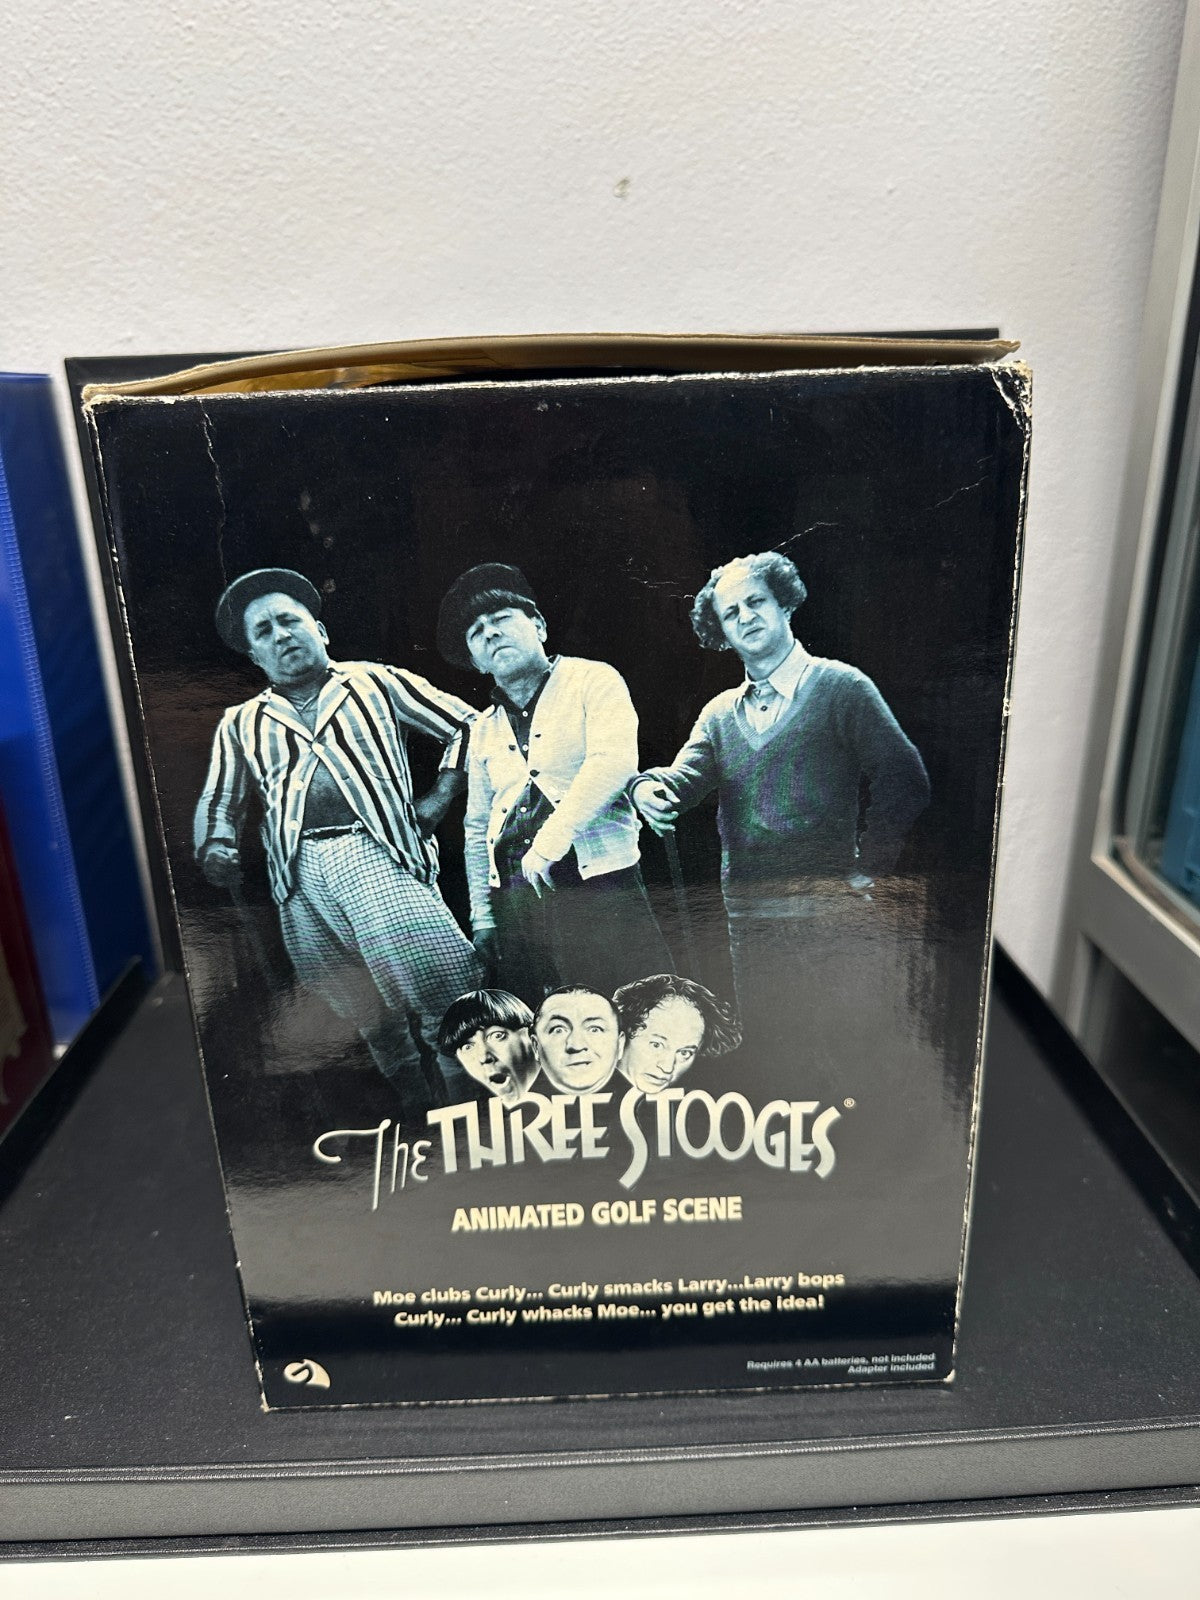 The THREE STOOGES®
ANIMATED GOLF SCENE
Moe clubs Curly... Curly smacks Larry...Larry bops
Curly... Curly whacks Moe... you get the idea!
Requires 4 AA batteries, not included
Adapter included